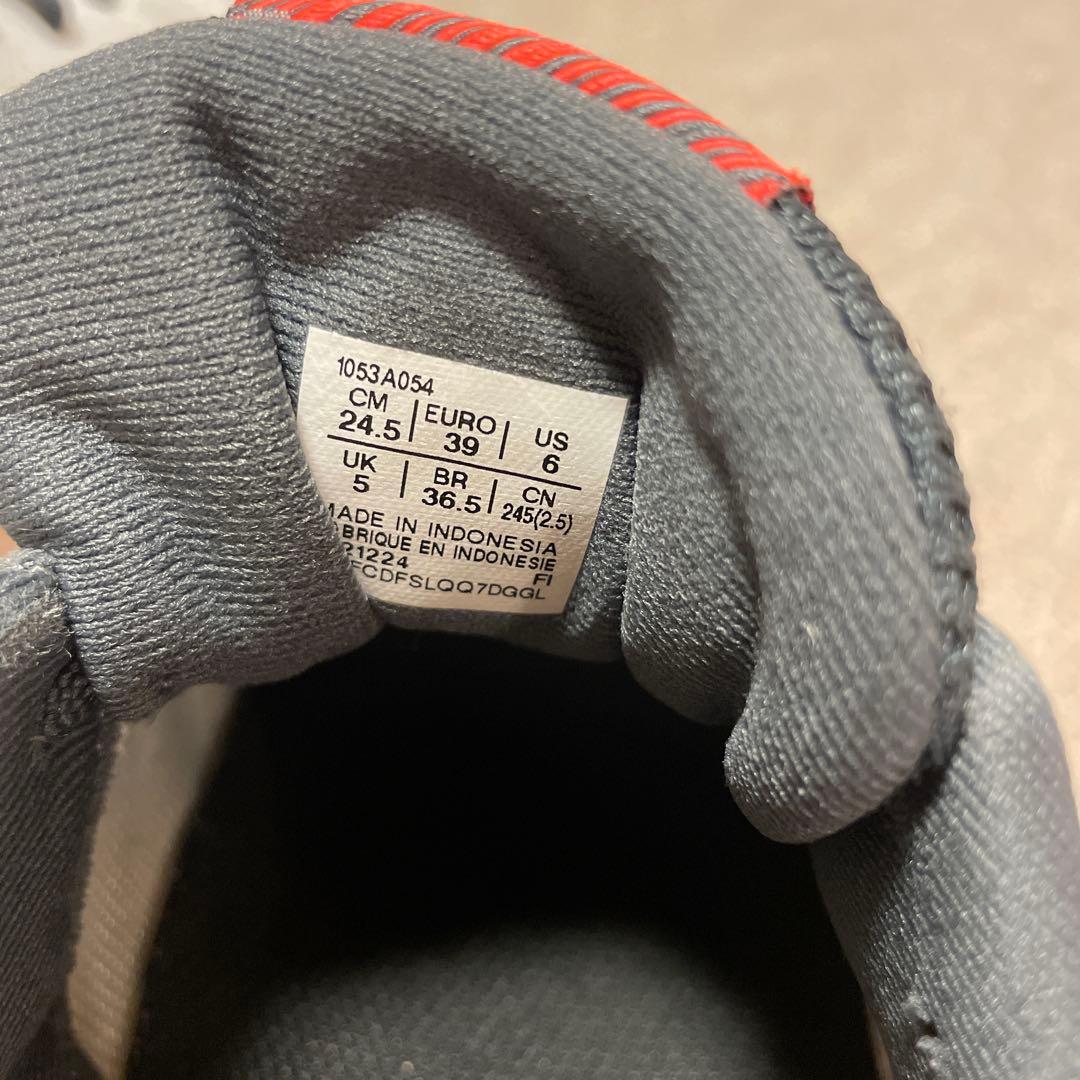 1053A054
CM 24.5 | EURO 39 | US 6
UK 5 | BR 36.5 | CN 245(2.5)
MADE IN INDONESIA
BRIQUE EN INDONESIE
21224 FI
FCDFSLQQ7DGGL